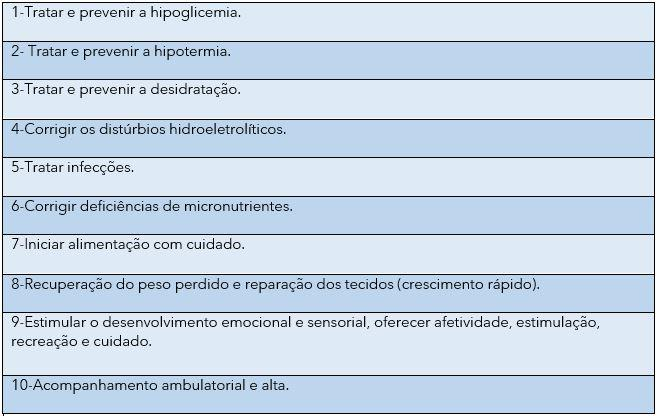 1-Tratar e prevenir a hipoglicemia.
2- Tratar e prevenir a hipotermia.
3-Tratar e prevenir a desidratação.
4-Corrigir os distúrbios hidroeletrolíticos.
5-Tratar infecções.
6-Corrigir deficiências de micronutrientes.
7-Iniciar alimentação com cuidado.
8-Recuperação do peso perdido e reparação dos tecidos (crescimento rápido).
9-Estimular o desenvolvimento emocional e sensorial, oferecer afetividade, estimulação,
recreação e cuidado.
10-Acompanhamento ambulatorial e alta.